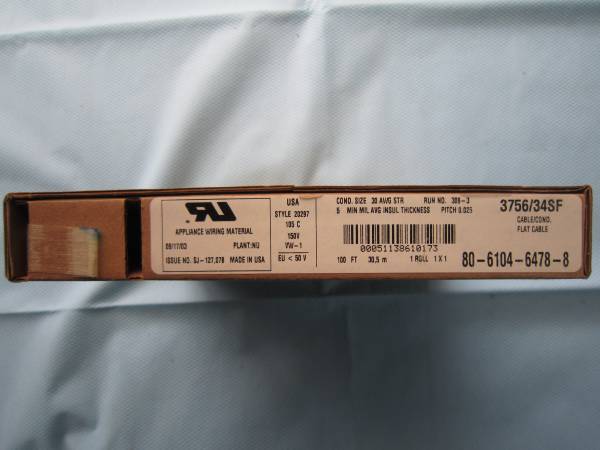 APPLIANCE WIRING MATERIAL
09/17/03 PLANT:NU
ISSUE NO. SJ-127,078 MADE IN USA
USA
STYLE 20297
105 C
150V
VW-1
EU < 50 V
COND. SIZE 30 AWG STR RUN NO. 308-3
5 MIN MIL AVG INSUL THICKNESS PITCH 0.025
00051138610173
100 FT 30,5 m 1 ROLL 1 X 1
3756/34SF
CABLE/COND.
FLAT CABLE
80-6104-6478-8